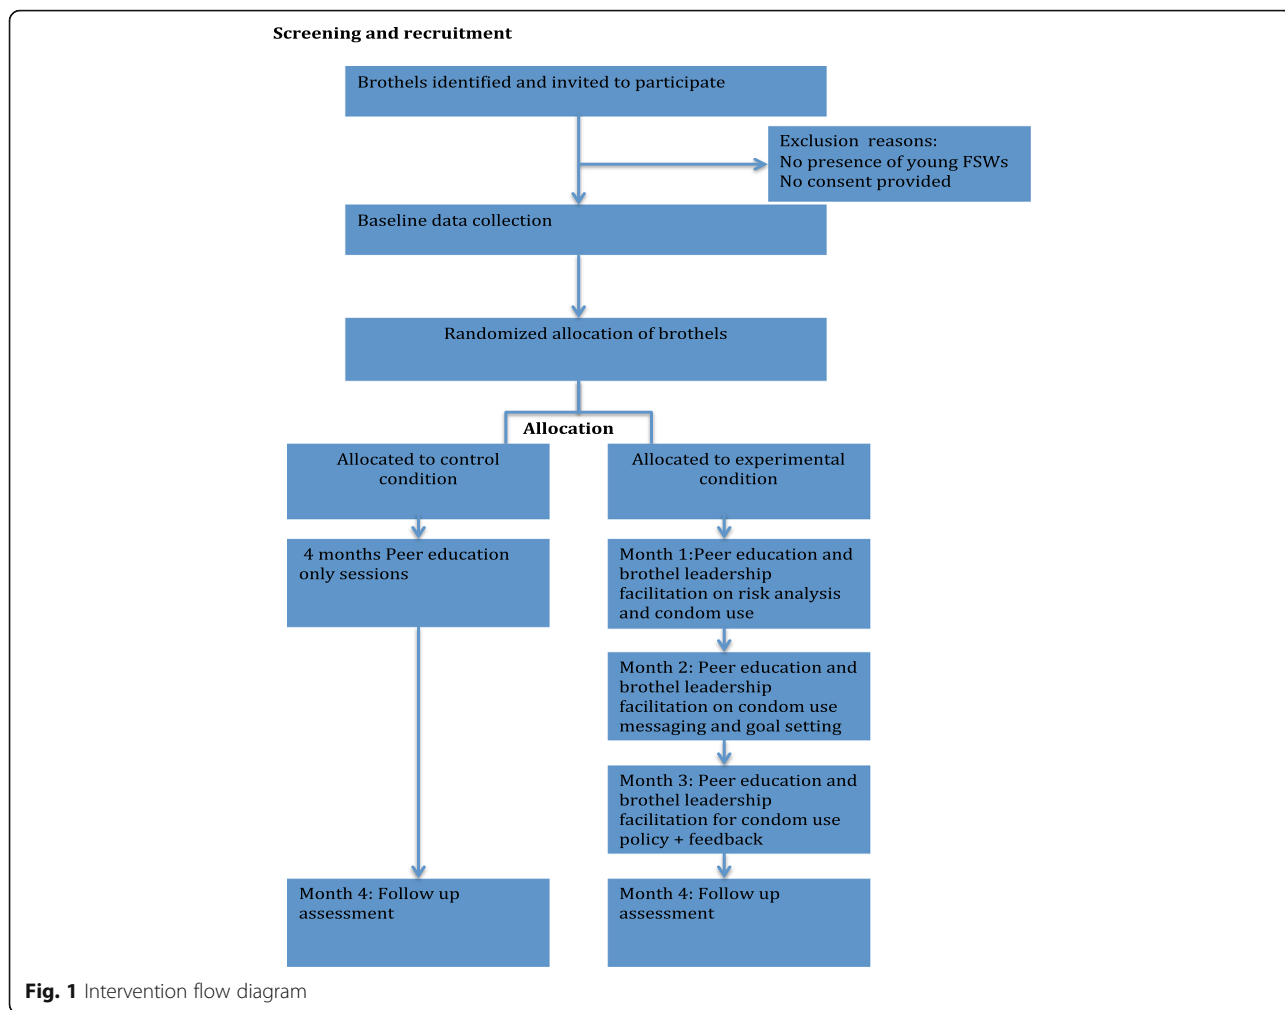 Screening and recruitment
Brothels identified and invited to participate
Exclusion reasons:
No presence of young FSWs
No consent provided
Baseline data collection
Randomized allocation of brothels
Allocation
Allocated to control
condition
Allocated to experimental
condition
4 months Peer education
only sessions
Month 1:Peer education and
brothel leadership
facilitation on risk analysis
and condom use
Month 2: Peer education and
brothel leadership
facilitation on condom use
messaging and goal setting
Month 3: Peer education and
brothel leadership
facilitation for condom use
policy + feedback
Month 4: Follow up
assessment
Month 4: Follow up
assessment
Fig. 1 Intervention flow diagram